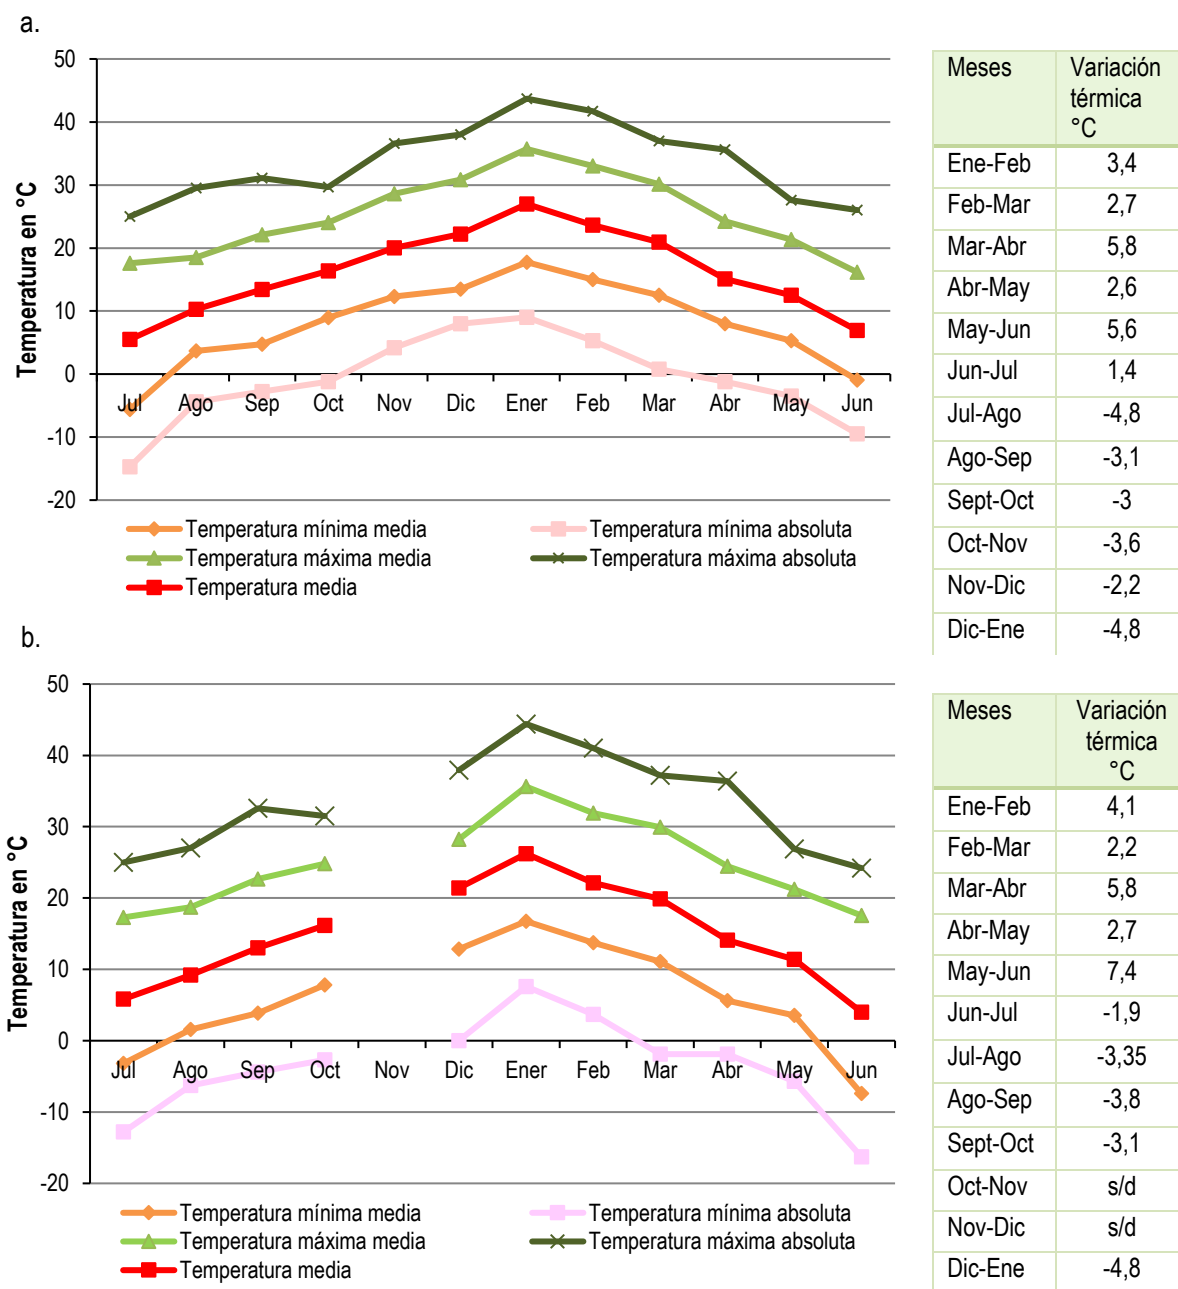 a.
50
40
30
20
10
0
-10
-20
Temperatura en °C
Jul Ago Sep Oct Nov Dic Ener Feb Mar Abr May Jun
Temperatura mínima media Temperatura mínima absoluta
Temperatura máxima media Temperatura máxima absoluta
Temperatura media
Meses Variación
térmica
°C
Ene-Feb 3,4
Feb-Mar 2,7
Mar-Abr 5,8
Abr-May 2,6
May-Jun 5,6
Jun-Jul 1,4
Jul-Ago -4,8
Ago-Sep -3,1
Sept-Oct -3
Oct-Nov -3,6
Nov-Dic -2,2
Dic-Ene -4,8
b.
50
40
30
20
10
0
-10
-20
Temperatura en °C
Jul Ago Sep Oct Nov Dic Ener Feb Mar Abr May Jun
Temperatura mínima media Temperatura mínima absoluta
Temperatura máxima media Temperatura máxima absoluta
Temperatura media
Meses Variación
térmica
°C
Ene-Feb 4,1
Feb-Mar 2,2
Mar-Abr 5,8
Abr-May 2,7
May-Jun 7,4
Jun-Jul -1,9
Jul-Ago -3,35
Ago-Sep -3,8
Sept-Oct -3,1
Oct-Nov s/d
Nov-Dic s/d
Dic-Ene -4,8